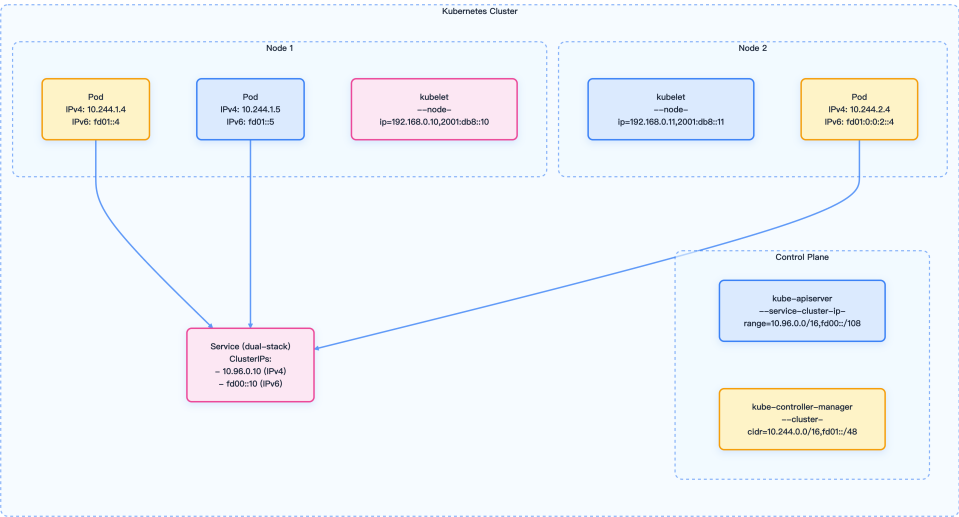 Kubernetes Cluster
Node 1
Pod
IPv4: 10.244.1.4
IPv6: fd01::4
Pod
IPv4: 10.244.1.5
IPv6: fd01::5
kubelet
--node-
ip=192.168.0.10,2001:db8::10
Node 2
kubelet
--node-
ip=192.168.0.11,2001:db8::11
Pod
IPv4: 10.244.2.4
IPv6: fd01:0:0:2::4
Control Plane
kube-apiserver
--service-cluster-ip-
range=10.96.0.0/16,fd00::/108
Service (dual-stack)
ClusterIPs:
- 10.96.0.10 (IPv4)
- fd00::10 (IPv6)
kube-controller-manager
--cluster-
cidr=10.244.0.0/16,fd01::/48